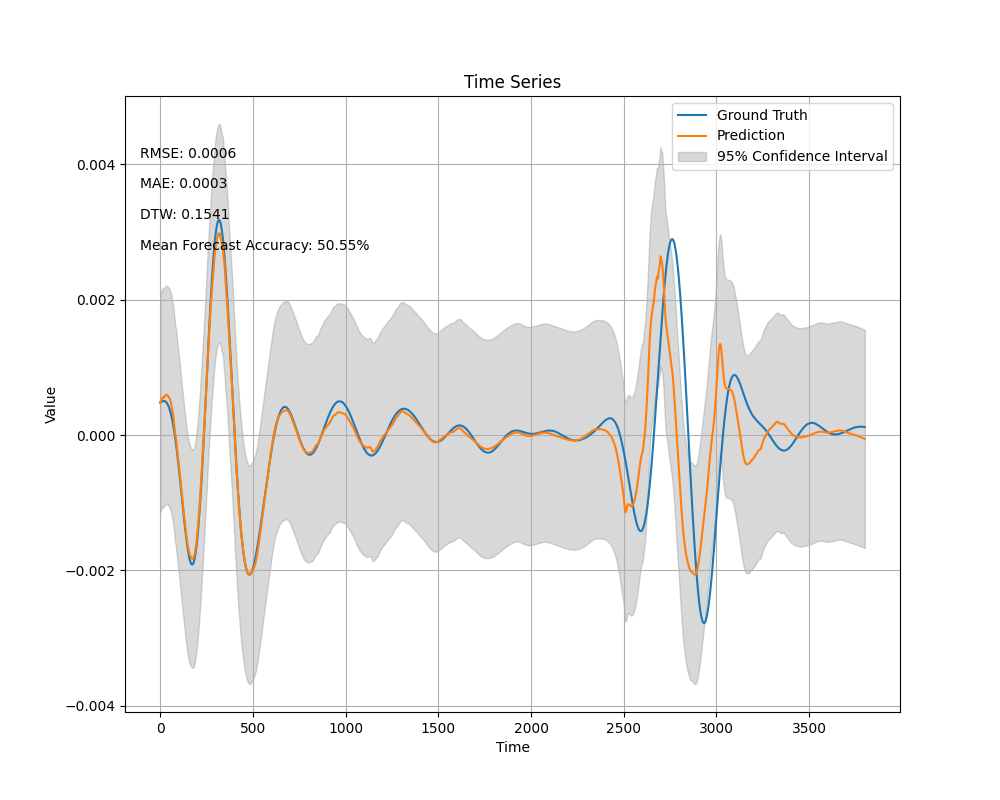 Time Series
Ground Truth
Prediction
95% Confidence Interval
RMSE: 0.0006
MAE: 0.0003
DTW: 0.1541
Mean Forecast Accuracy: 50.55%
0.004
0.002
0.000
−0.002
−0.004
Value
0 500 1000 1500 2000 2500 3000 3500
Time